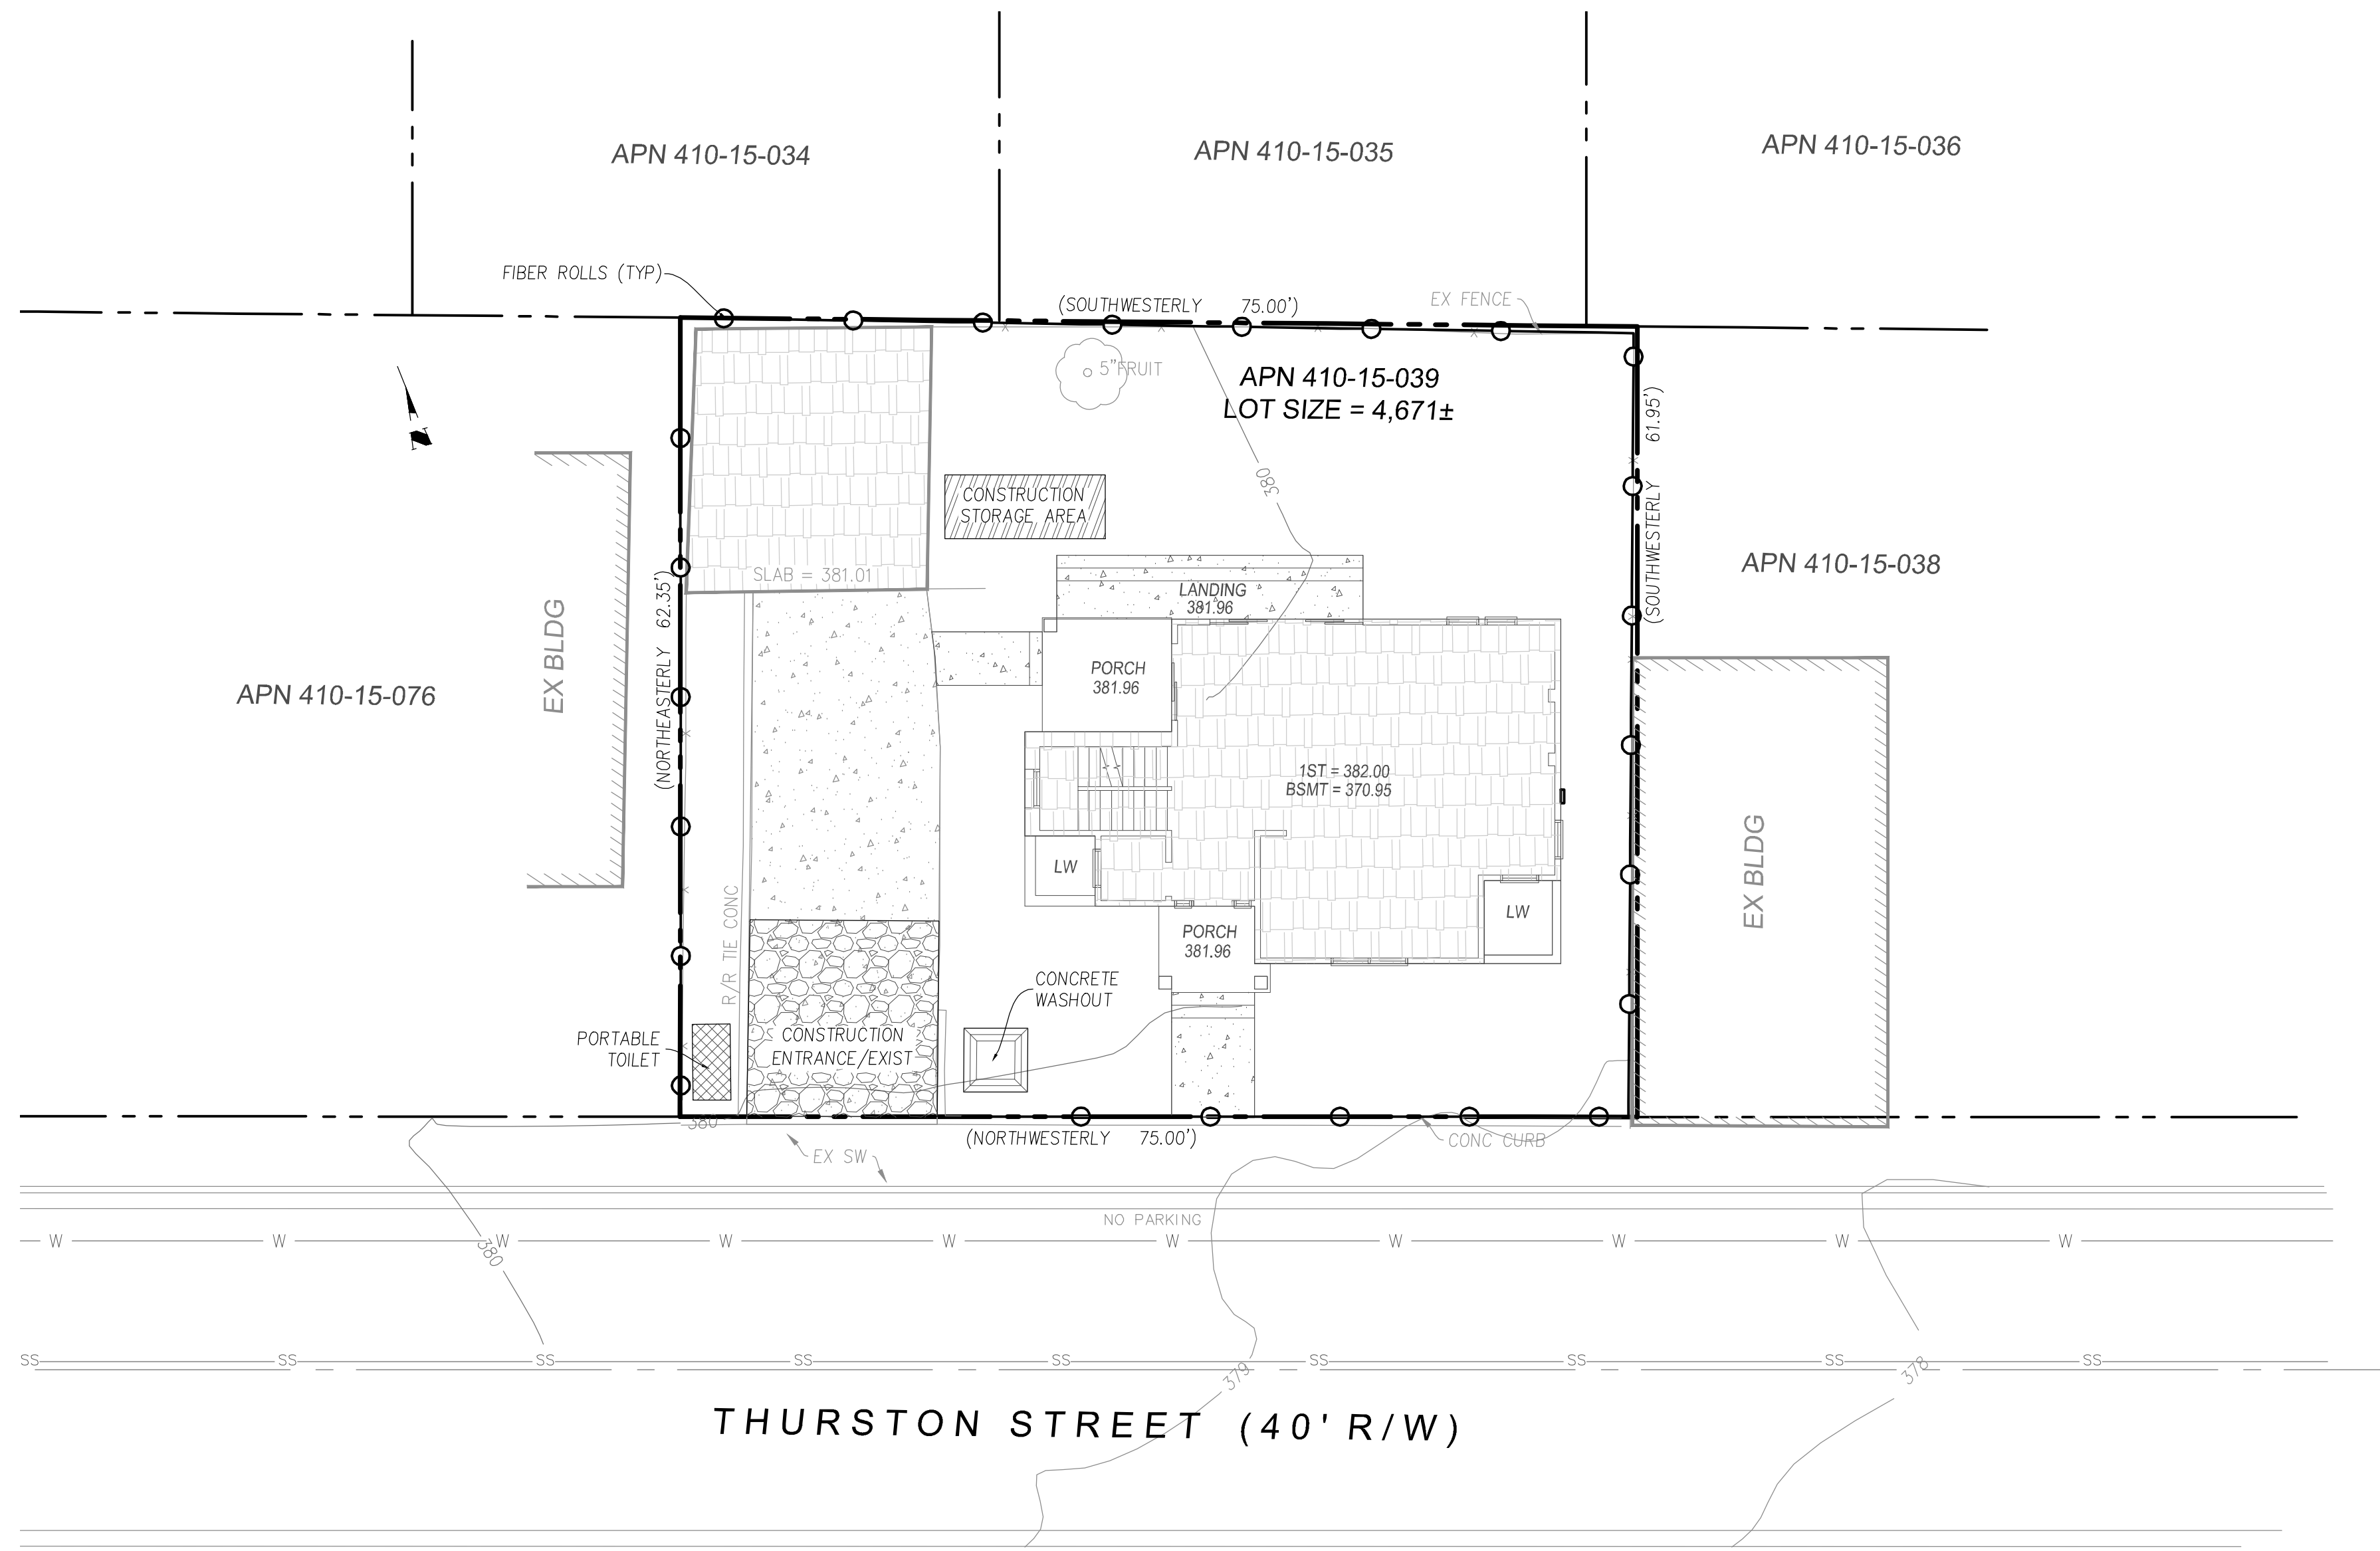 APN 410-15-034
APN 410-15-035
APN 410-15-036
FIBER ROLLS (TYP)
(SOUTHWESTERLY 75.00')
EX FENCE
5"FRUIT
APN 410-15-039
LOT SIZE = 4,671±
61.95')
(SOUTHWESTERLY
N
380
CONSTRUCTION
STORAGE AREA
APN 410-15-038
SLAB = 381.01
LANDING
381.96
(NORTHEASTERLY 62.35')
EX BLDG
APN 410-15-076
PORCH
381.96
1ST = 382.00
BSMT = 370.95
LW
EX BLDG
LW
R/R TIE CONC
PORCH
381.96
CONCRETE
WASHOUT
PORTABLE
TOILET
CONSTRUCTION
ENTRANCE/EXIST
380
(NORTHWESTERLY 75.00')
CONC CURB
EX SW
NO PARKING
W W W W W W W W W W
380
SS SS SS SS SS SS SS SS SS
379
378
THURSTON STREET (40' R/W)